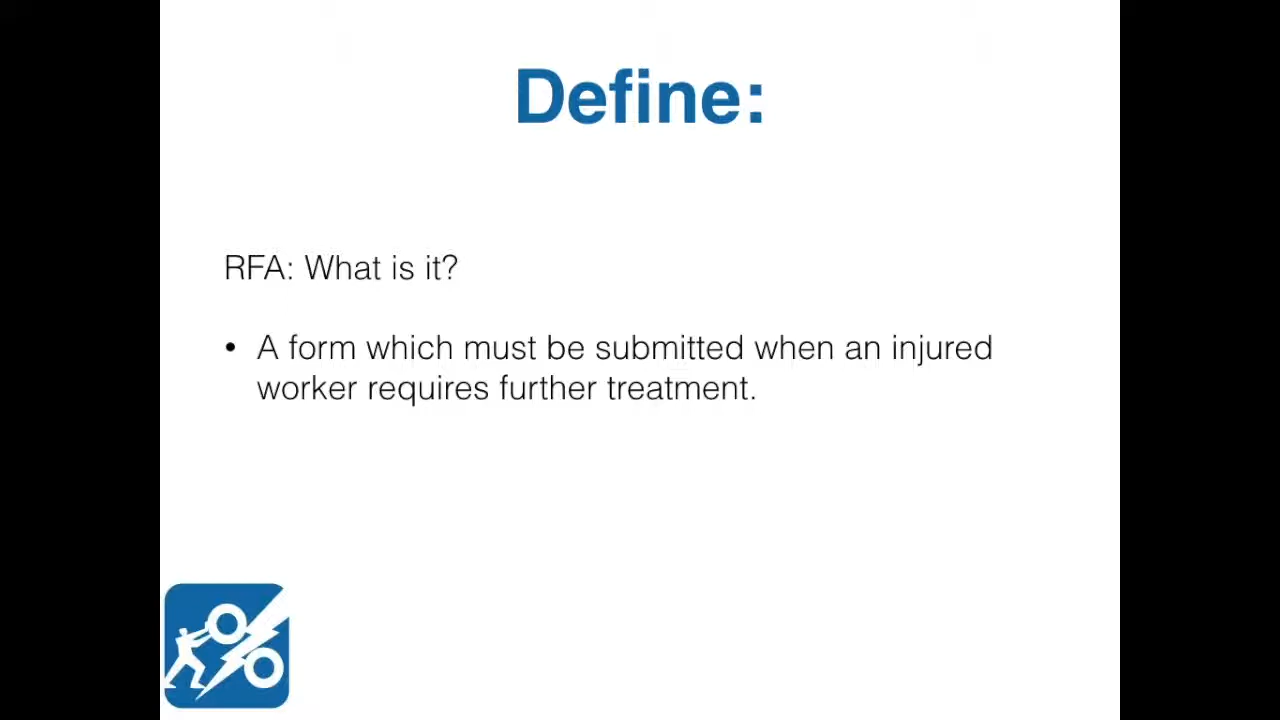 Define:
RFA: What is it?
• A form which must be submitted when an injured
worker requires further treatment.